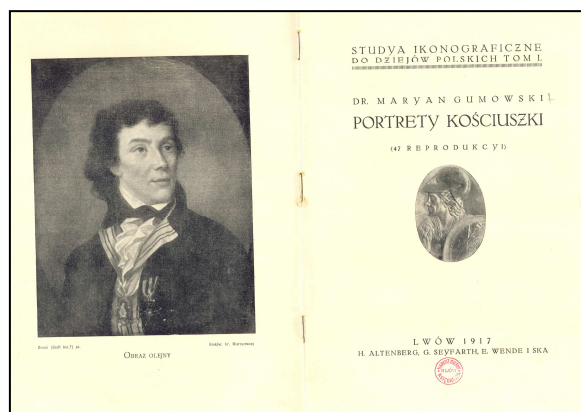 OBRAZ OLEJNY
STUDYA IKONOGRAFICZNE
DO DZIEJÓW POLSKICH TOM I.
DR. MARYAN GUMOWSKI
PORTRETY KOŚCIUSZKI
(47 REPRODUKCYI)
LWÓW 1917
H. ALTENBERG, G. SEYFARTH, E. WENDE I SKA